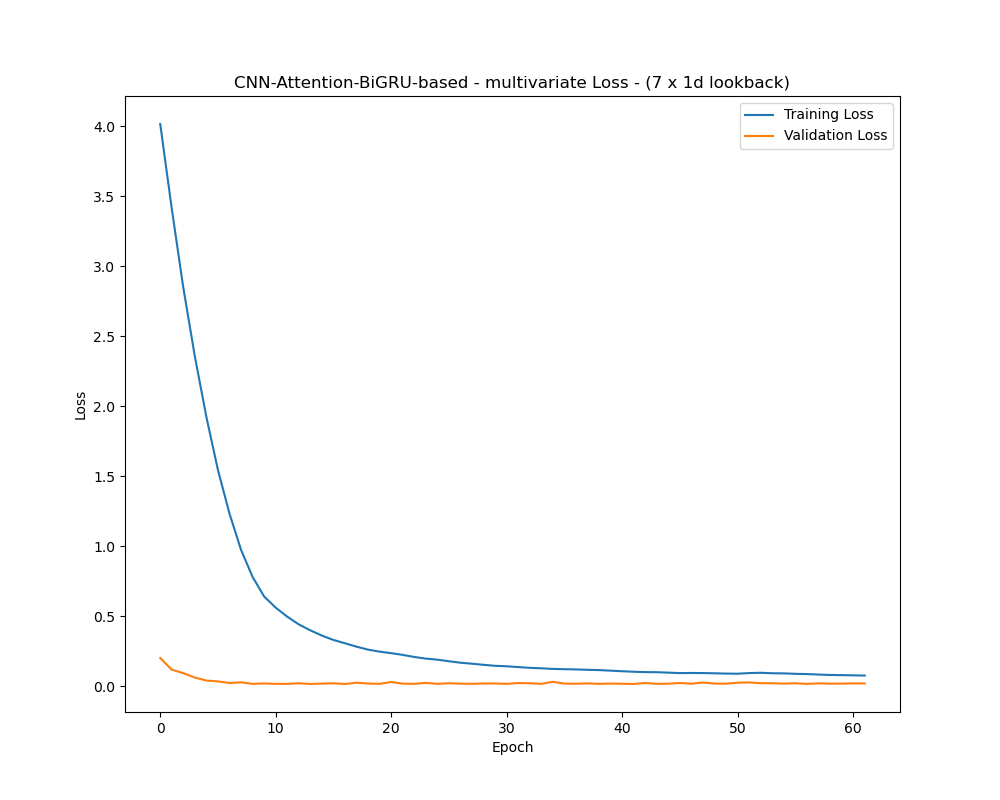 CNN-Attention-BiGRU-based - multivariate Loss - (7 x 1d lookback)
Training Loss
Validation Loss
4.0
3.5
3.0
2.5
2.0
1.5
1.0
0.5
0.0
Loss
0 10 20 30 40 50 60
Epoch